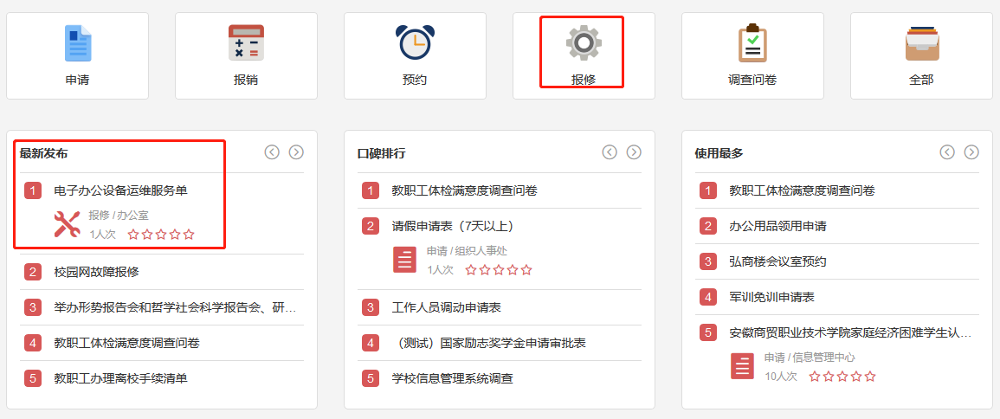 申请
报销
预约
报修
调查问卷
全部
最新发布
1 电子办公设备运维服务单
报修 / 办公室
1人次
2 校园网故障报修
3 举办形势报告会和哲学社会科学报告会、研...
4 教职工体检满意度调查问卷
5 教职工办理离校手续清单
口碑排行
1 教职工体检满意度调查问卷
2 请假申请表（7天以上）
申请 / 组织人事处
1人次
3 工作人员调动申请表
4 （测试）国家励志奖学金申请审批表
5 学校信息管理系统调查
使用最多
1 教职工体检满意度调查问卷
2 办公用品领用申请
3 弘商楼会议室预约
4 军训免训申请表
5 安徽商贸职业技术学院家庭经济困难学生认...
申请 / 信息管理中心
10人次